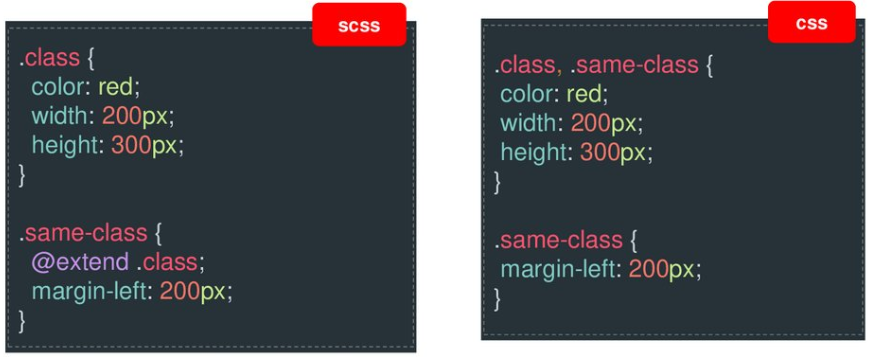 scss
.class {
color: red;
width: 200px;
height: 300px;
}
.same-class {
@extend .class;
margin-left: 200px;
}
css
.class, .same-class {
color: red;
width: 200px;
height: 300px;
}
.same-class {
margin-left: 200px;
}